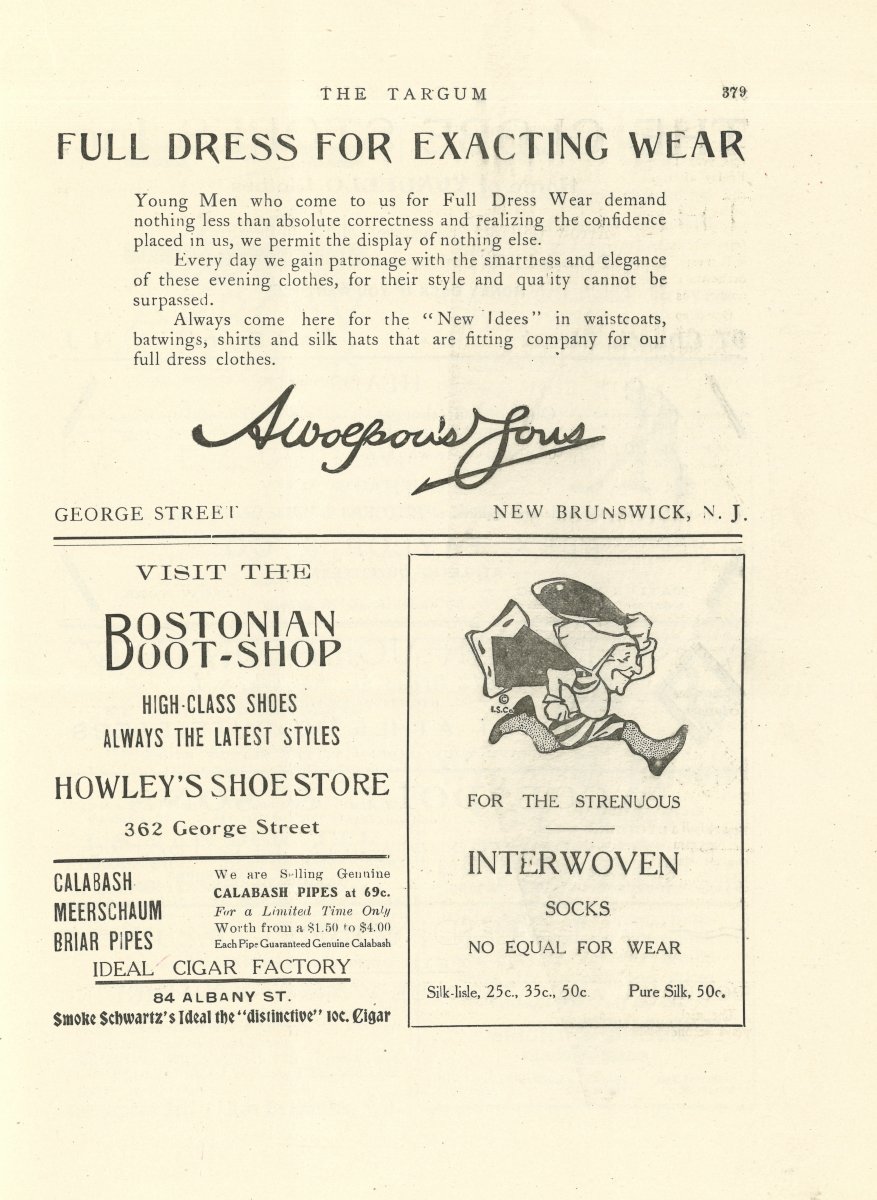 THE TARGUM
379
FULL DRESS FOR EXACTING WEAR
Young Men who come to us for Full Dress Wear demand
nothing less than absolute correctness and realizing the confidence
placed in us, we permit the display of nothing else.
Every day we gain patronage with the smartness and elegance
of these evening clothes, for their style and quality cannot be
surpassed.
Always come here for the "New Idees" in waistcoats,
batwings, shirts and silk hats that are fitting company for our
full dress clothes.
Sons
GEORGE STREET
NEW BRUNSWICK, N. J.
VISIT THE
BOSTONIAN
BOOT-SHOP
HIGH-CLASS SHOES
ALWAYS THE LATEST STYLES
HOWLEY'S SHOE STORE
362 George Street
CALABASH
MEERSCHAUM
BRIAR PIPES
We are Selling Genuine
CALABASH PIPES at 69c.
For a Limited Time Only
Worth from a $1.50 to $4.00
Each Pipe Guaranteed Genuine Calabash
IDEAL CIGAR FACTORY
84 ALBANY ST.
Smoke Schwartz's Ideal the "distinctive" 10c. Cigar
©
I.S.Co.
FOR THE STRENUOUS
INTERWOVEN
SOCKS
NO EQUAL FOR WEAR
Silk-lisle, 25c., 35c., 50c
Pure Silk, 50c.